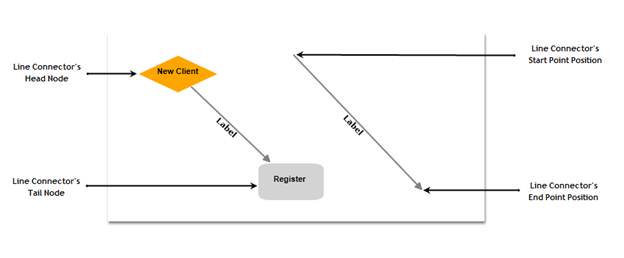 Line Connector's
Head Node
New Client
Line Connector's
Start Point Position
Label
Label
Line Connector's
Tail Node
Register
Line Connector's
End Point Position